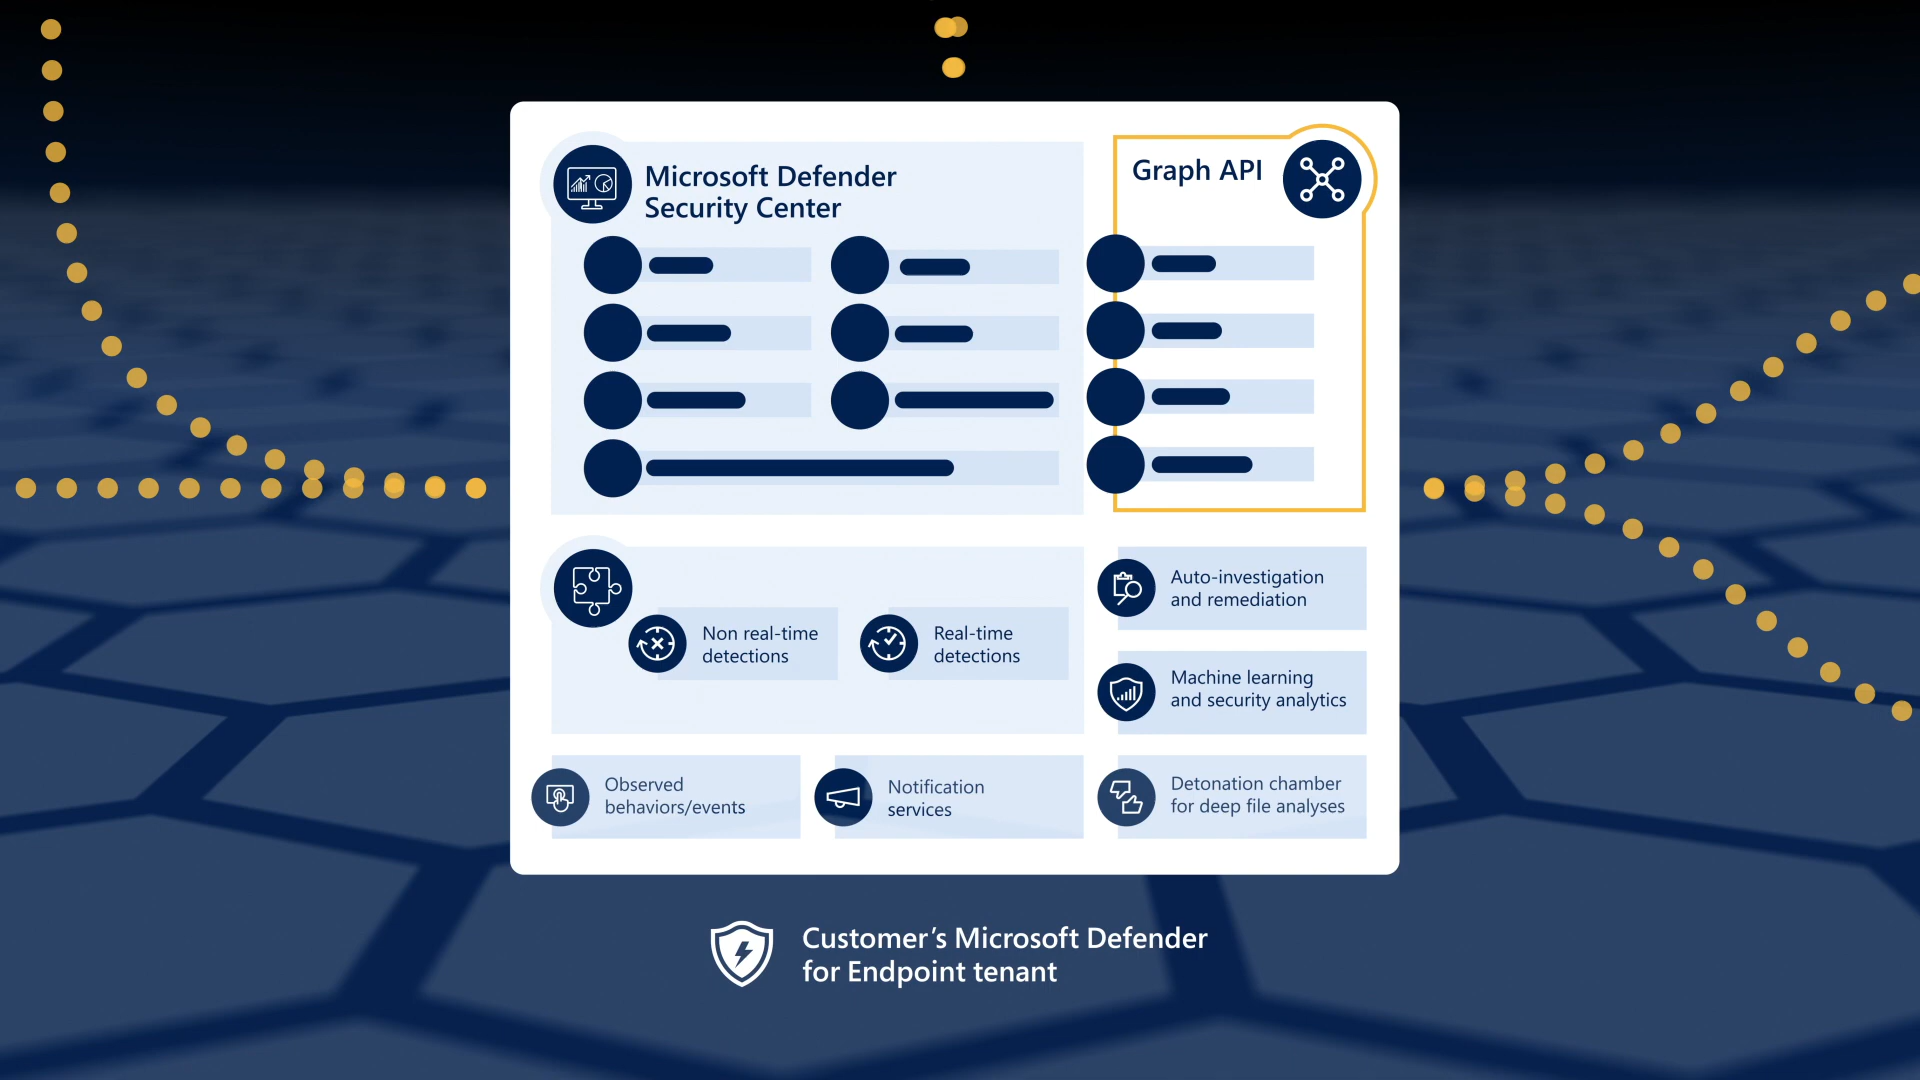 Microsoft Defender
Security Center
Graph API
Non real-time
detections
Real-time
detections
Auto-investigation
and remediation
Machine learning
and security analytics
Observed
behaviors/events
Notification
services
Detonation chamber
for deep file analyses
Customer’s Microsoft Defender
for Endpoint tenant